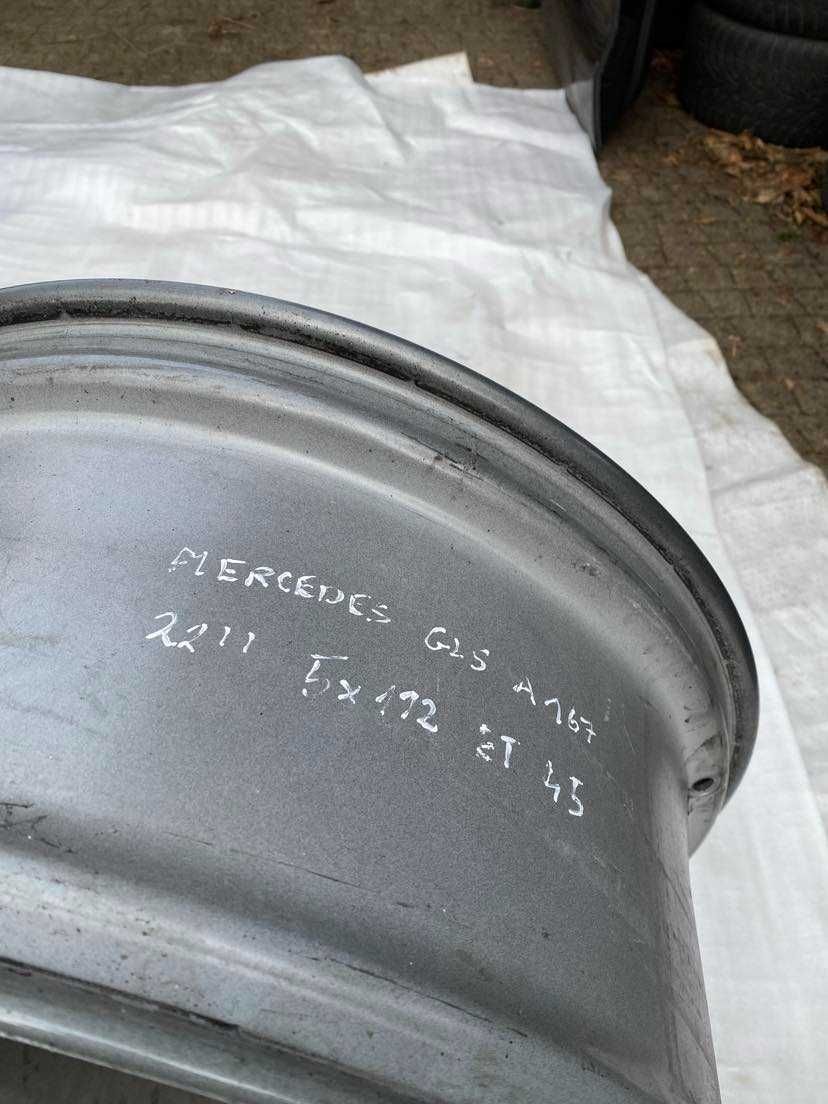 MERCEDES GLS A167
22'' 5x112 ET 45